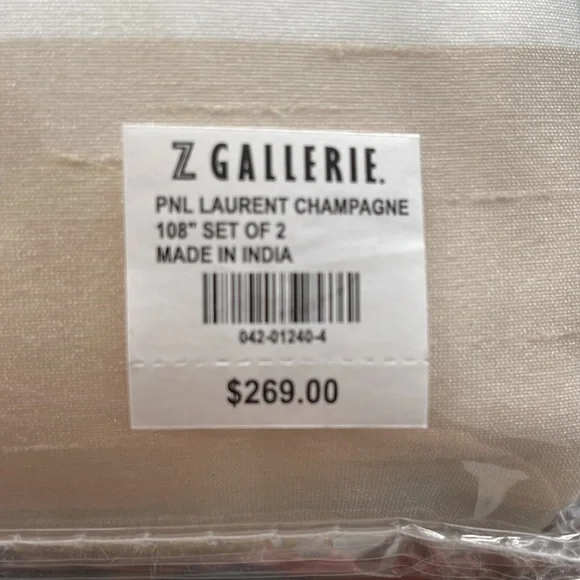 Z GALLERIE.
PNL LAURENT CHAMPAGNE
108" SET OF 2
MADE IN INDIA
042-01240-4
$269.00